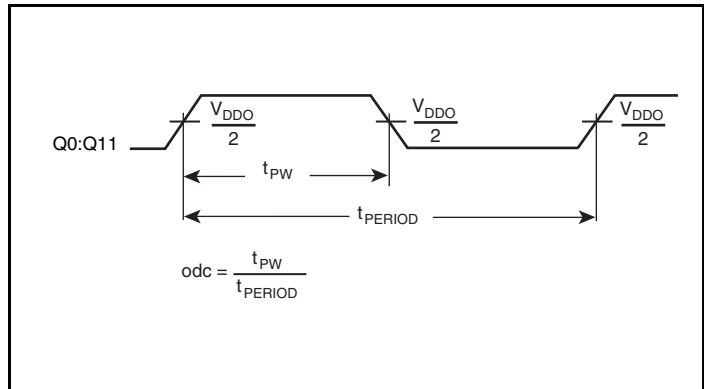 V_DDO
2
V_DDO
2
V_DDO
2
Q0:Q11
t_PW
t_PERIOD
odc = t_PW
t_PERIOD